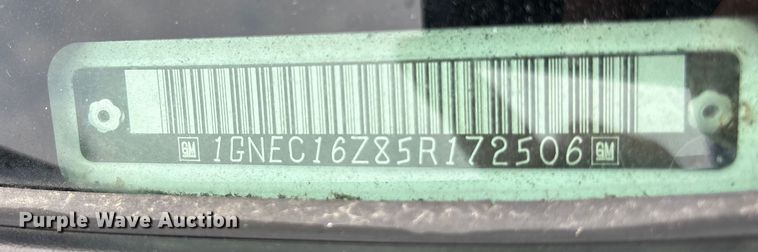 GM 1GNEC16Z85R172506 GM
Purple Wave Auction